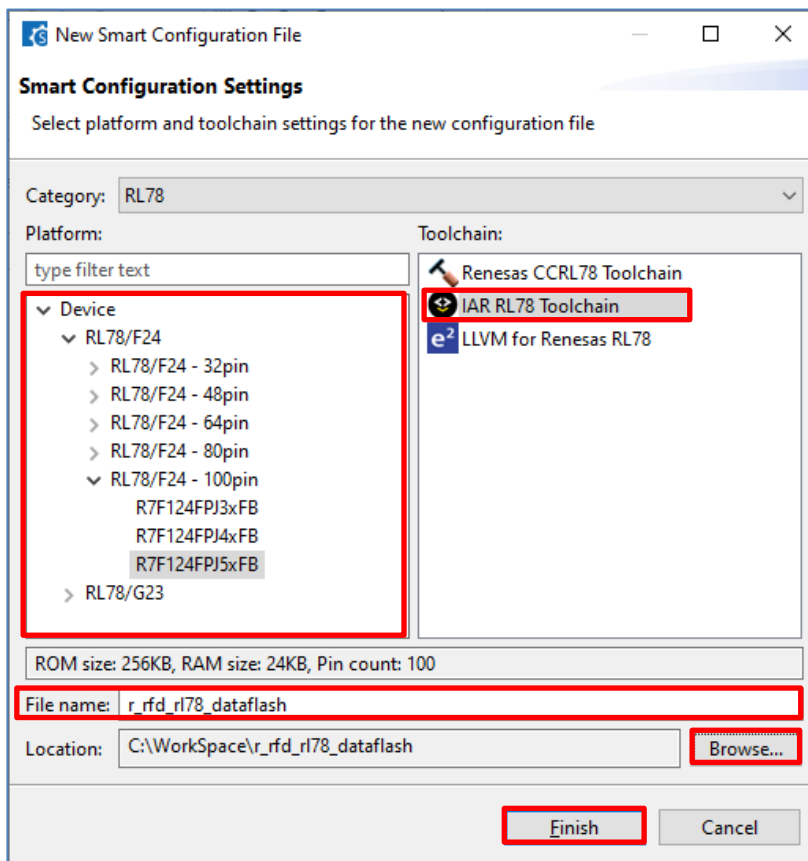 New Smart Configuration File
Smart Configuration Settings
Select platform and toolchain settings for the new configuration file
Category: RL78
Platform:
type filter text
Device
RL78/F24
RL78/F24 - 32pin
RL78/F24 - 48pin
RL78/F24 - 64pin
RL78/F24 - 80pin
RL78/F24 - 100pin
R7F124FPJ3xFB
R7F124FPJ4xFB
R7F124FPJ5xFB
RL78/G23
Toolchain:
Renesas CCRL78 Toolchain
IAR RL78 Toolchain
e² LLVM for Renesas RL78
ROM size: 256KB, RAM size: 24KB, Pin count: 100
File name: r_rfd_rl78_dataflash
Location: C:\WorkSpace\r_rfd_rl78_dataflash Browse...
Finish Cancel